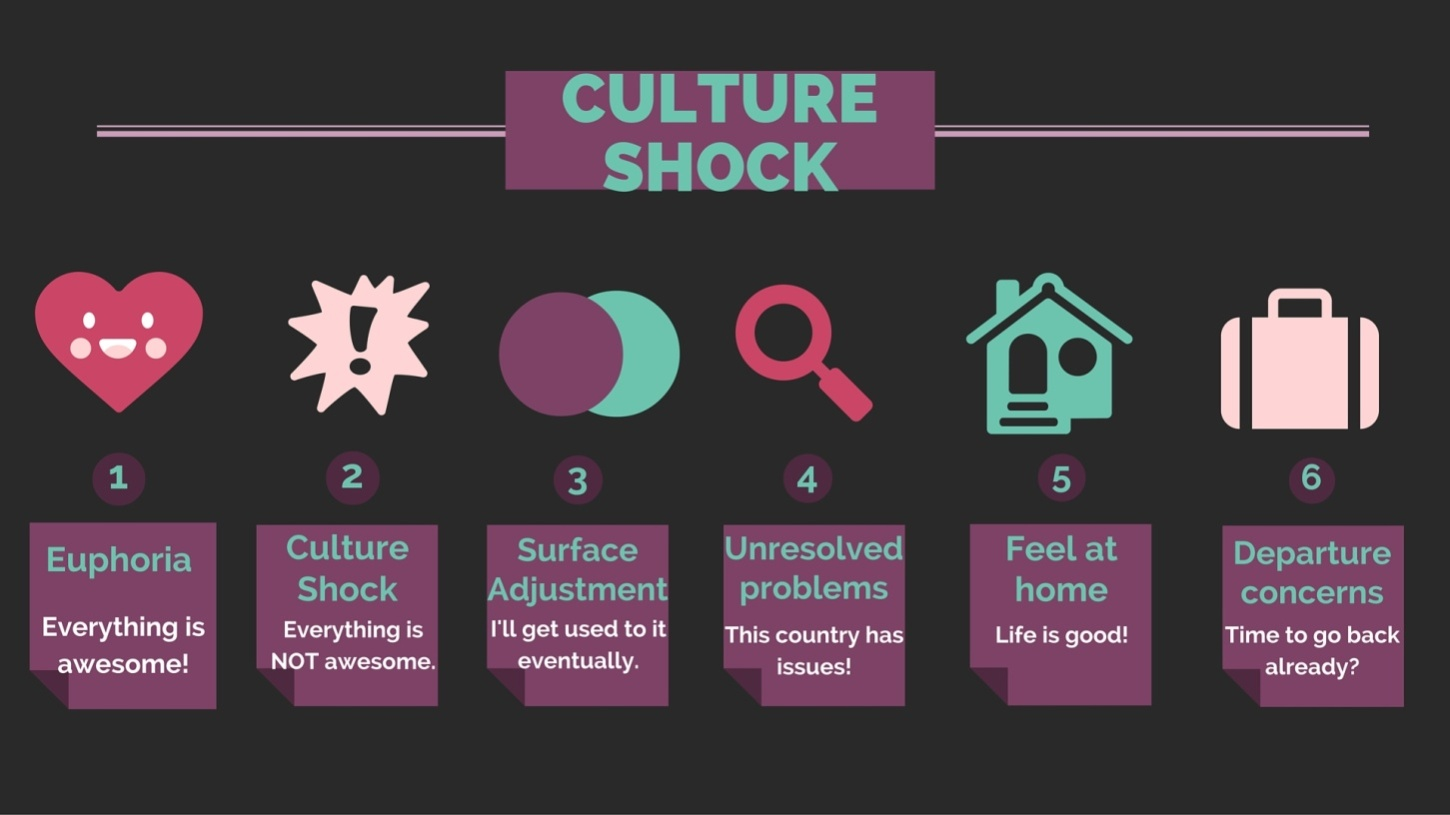 CULTURE
SHOCK
1
Euphoria
Everything is
awesome!
2
Culture
Shock
Everything is
NOT awesome.
3
Surface
Adjustment
I'll get used to it
eventually.
4
Unresolved
problems
This country has
issues!
5
Feel at
home
Life is good!
6
Departure
concerns
Time to go back
already?